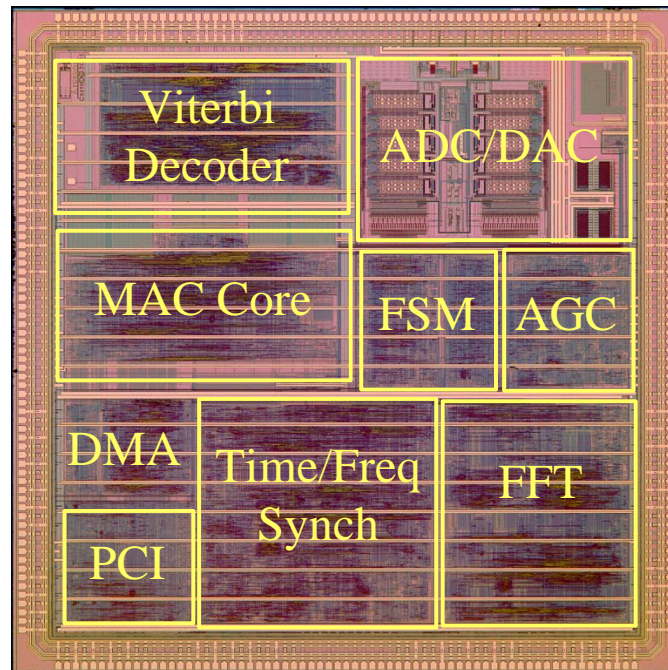 Viterbi
Decoder
ADC/DAC
MAC Core
FSM
AGC
DMA
Time/Freq
Synch
FFT
PCI